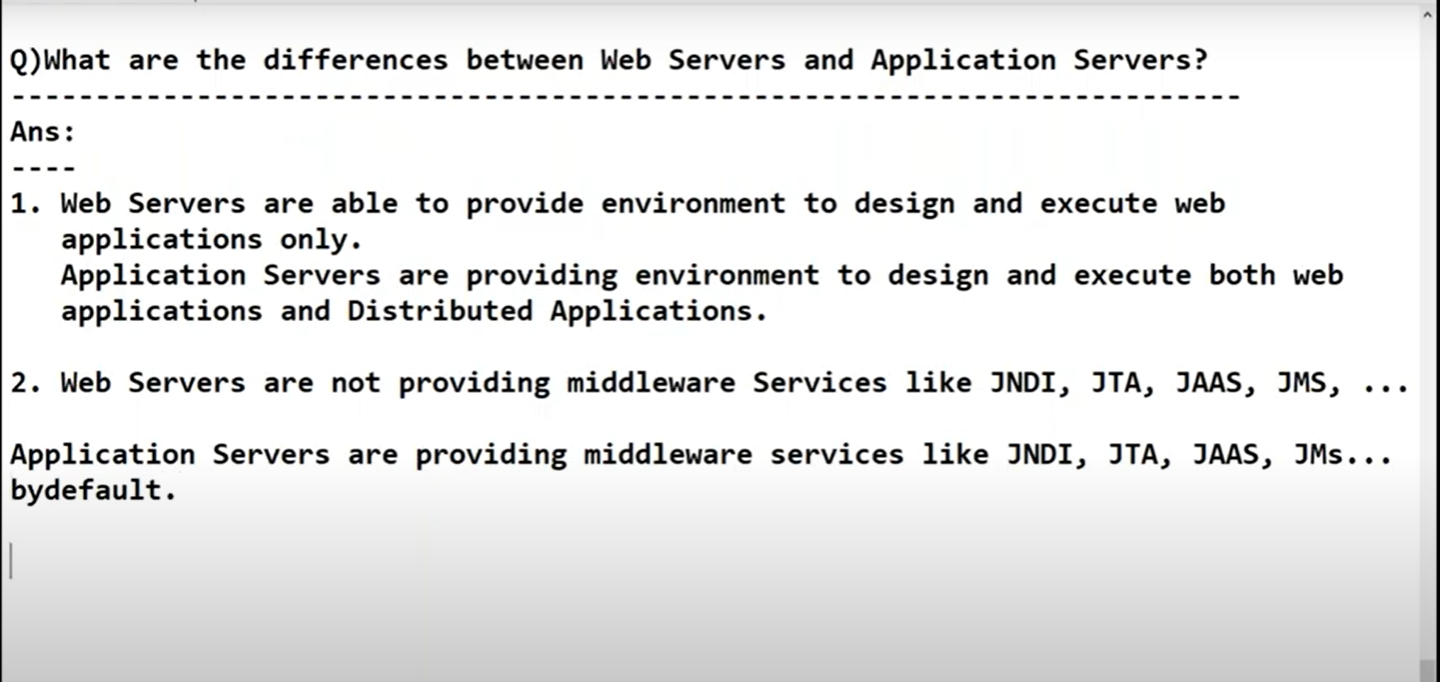 Q)What are the differences between Web Servers and Application Servers?
-------------------------------------------------------------------------
Ans:
----
1. Web Servers are able to provide environment to design and execute web
applications only.
Application Servers are providing environment to design and execute both web
applications and Distributed Applications.
2. Web Servers are not providing middleware Services like JNDI, JTA, JAAS, JMS, ...
Application Servers are providing middleware services like JNDI, JTA, JAAS, JMs...
bydefault.